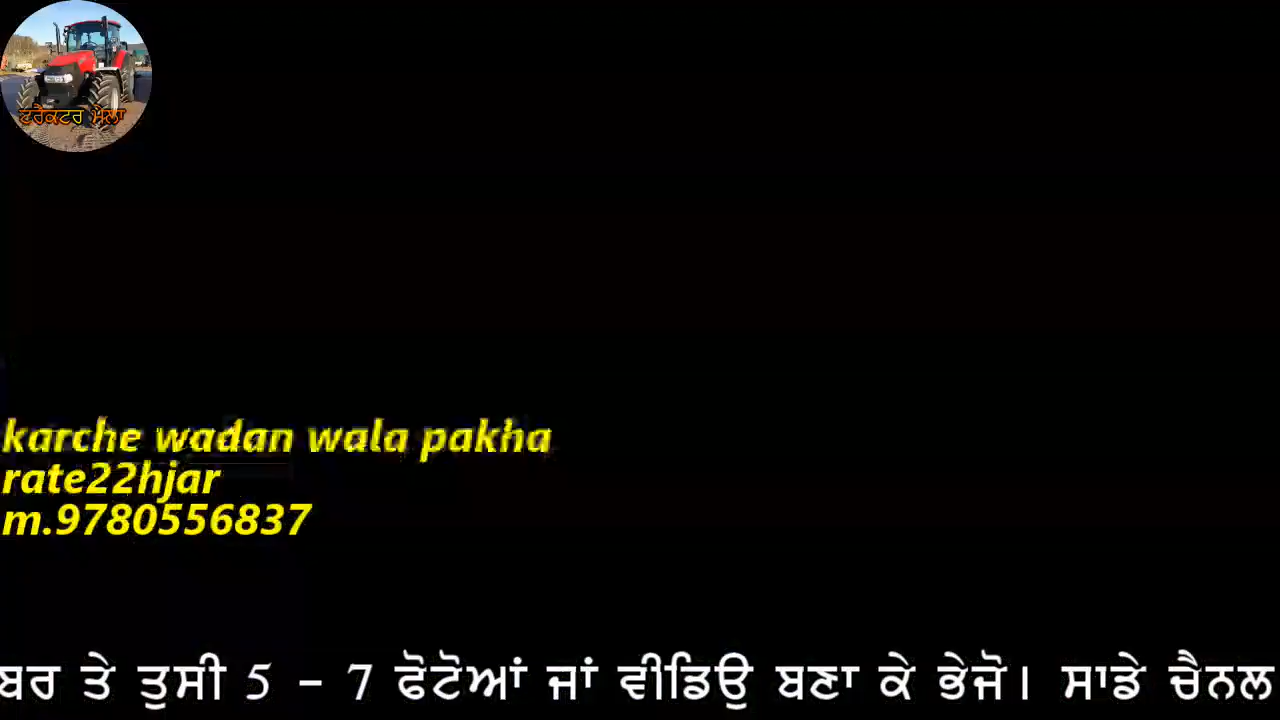 ਟਰੈਕਟਰ ਮੇਲਾ
karche wadan wala pakha
rate22hjar
m.9780556837
ਬਰ ਤੇ ਤੁਸੀ 5 - 7 ਫੋਟੋਆਂ ਜਾਂ ਵੀਡਿਉ ਬਣਾ ਕੇ ਭੇਜੋ। ਸਾਡੇ ਚੈਨਲ